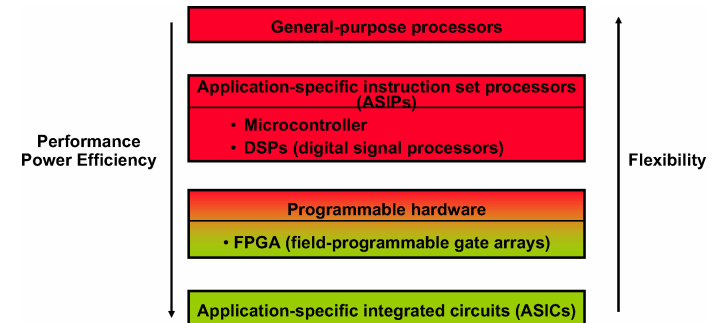 General-purpose processors
Application-specific instruction set processors
(ASIPs)
• Microcontroller
• DSPs (digital signal processors)
Performance
Power Efficiency
Flexibility
Programmable hardware
• FPGA (field-programmable gate arrays)
Application-specific integrated circuits (ASICs)